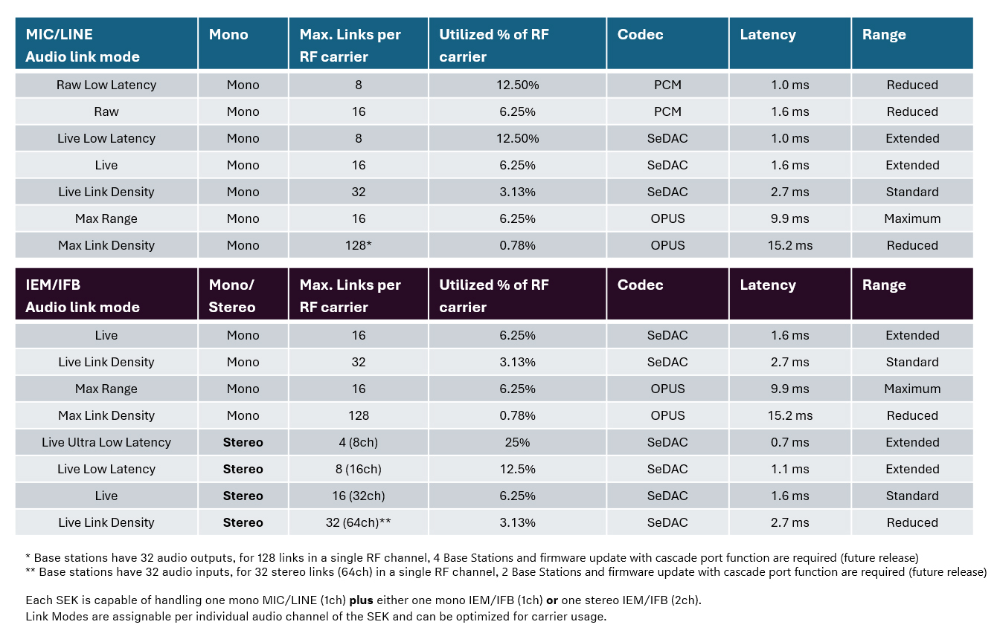 MIC/LINE Mono Max. Links per Utilized % of RF Codec Latency Range
Audio link mode RF carrier carrier
Raw Low Latency Mono 8 12.50% PCM 1.0 ms Reduced
Raw Mono 16 6.25% PCM 1.6 ms Reduced
Live Low Latency Mono 8 12.50% SeDAC 1.0 ms Extended
Live Mono 16 6.25% SeDAC 1.6 ms Extended
Live Link Density Mono 32 3.13% SeDAC 2.7 ms Standard
Max Range Mono 16 6.25% OPUS 9.9 ms Maximum
Max Link Density Mono 128* 0.78% OPUS 15.2 ms Reduced
IEM/IFB Mono/ Max. Links per Utilized % of RF Codec Latency Range
Audio link mode Stereo RF carrier carrier
Live Mono 16 6.25% SeDAC 1.6 ms Extended
Live Link Density Mono 32 3.13% SeDAC 2.7 ms Standard
Max Range Mono 16 6.25% OPUS 9.9 ms Maximum
Max Link Density Mono 128 0.78% OPUS 15.2 ms Reduced
Live Ultra Low Latency Stereo 4 (8ch) 25% SeDAC 0.7 ms Extended
Live Low Latency Stereo 8 (16ch) 12.5% SeDAC 1.1 ms Extended
Live Stereo 16 (32ch) 6.25% SeDAC 1.6 ms Standard
Live Link Density Stereo 32 (64ch)** 3.13% SeDAC 2.7 ms Reduced
* Base stations have 32 audio outputs, for 128 links in a single RF channel, 4 Base Stations and firmware update with cascade port function are required (future release)
** Base stations have 32 audio inputs, for 32 stereo links (64ch) in a single RF channel, 2 Base Stations and firmware update with cascade port function are required (future release)
Each SEK is capable of handling one mono MIC/LINE (1ch) plus either one mono IEM/IFB (1ch) or one stereo IEM/IFB (2ch).
Link Modes are assignable per individual audio channel of the SEK and can be optimized for carrier usage.